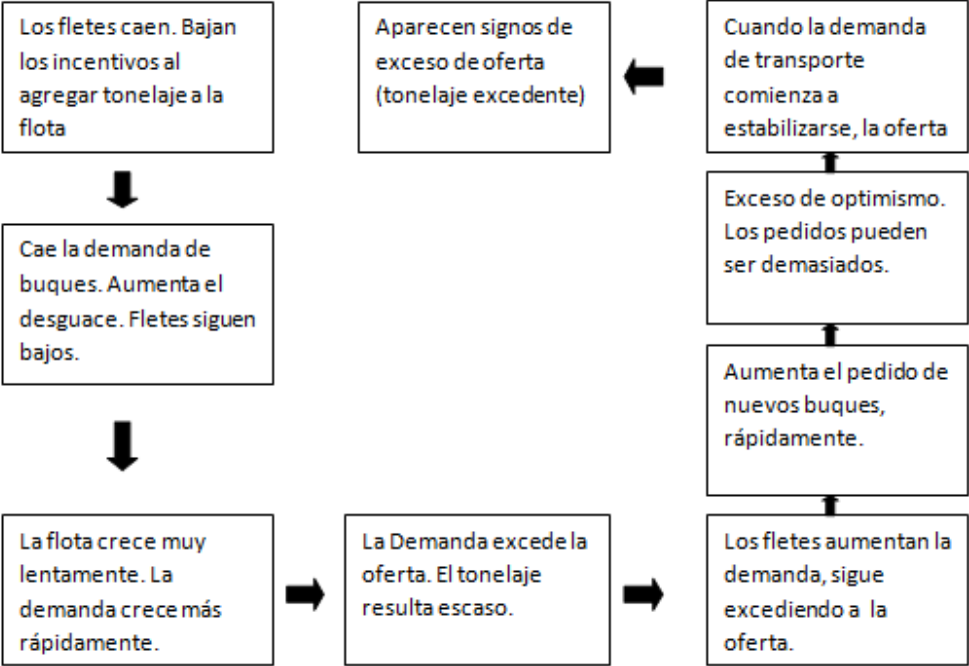 Los fletes caen. Bajan
los incentivos al
agregar tonelaje a la
flota
Aparecen signos de
exceso de oferta
(tonelaje excedente)
Cuando la demanda
de transporte
comienza a
estabilizarse, la oferta
Exceso de optimismo.
Los pedidos pueden
ser demasiados.
Cae la demanda de
buques. Aumenta el
desguace. Fletes siguen
bajos.
Aumenta el pedido de
nuevos buques,
rápidamente.
La flota crece muy
lentamente. La
demanda crece más
rápidamente.
La Demanda excede la
oferta. El tonelaje
resulta escaso.
Los fletes aumentan la
demanda, sigue
excediendo a la
oferta.